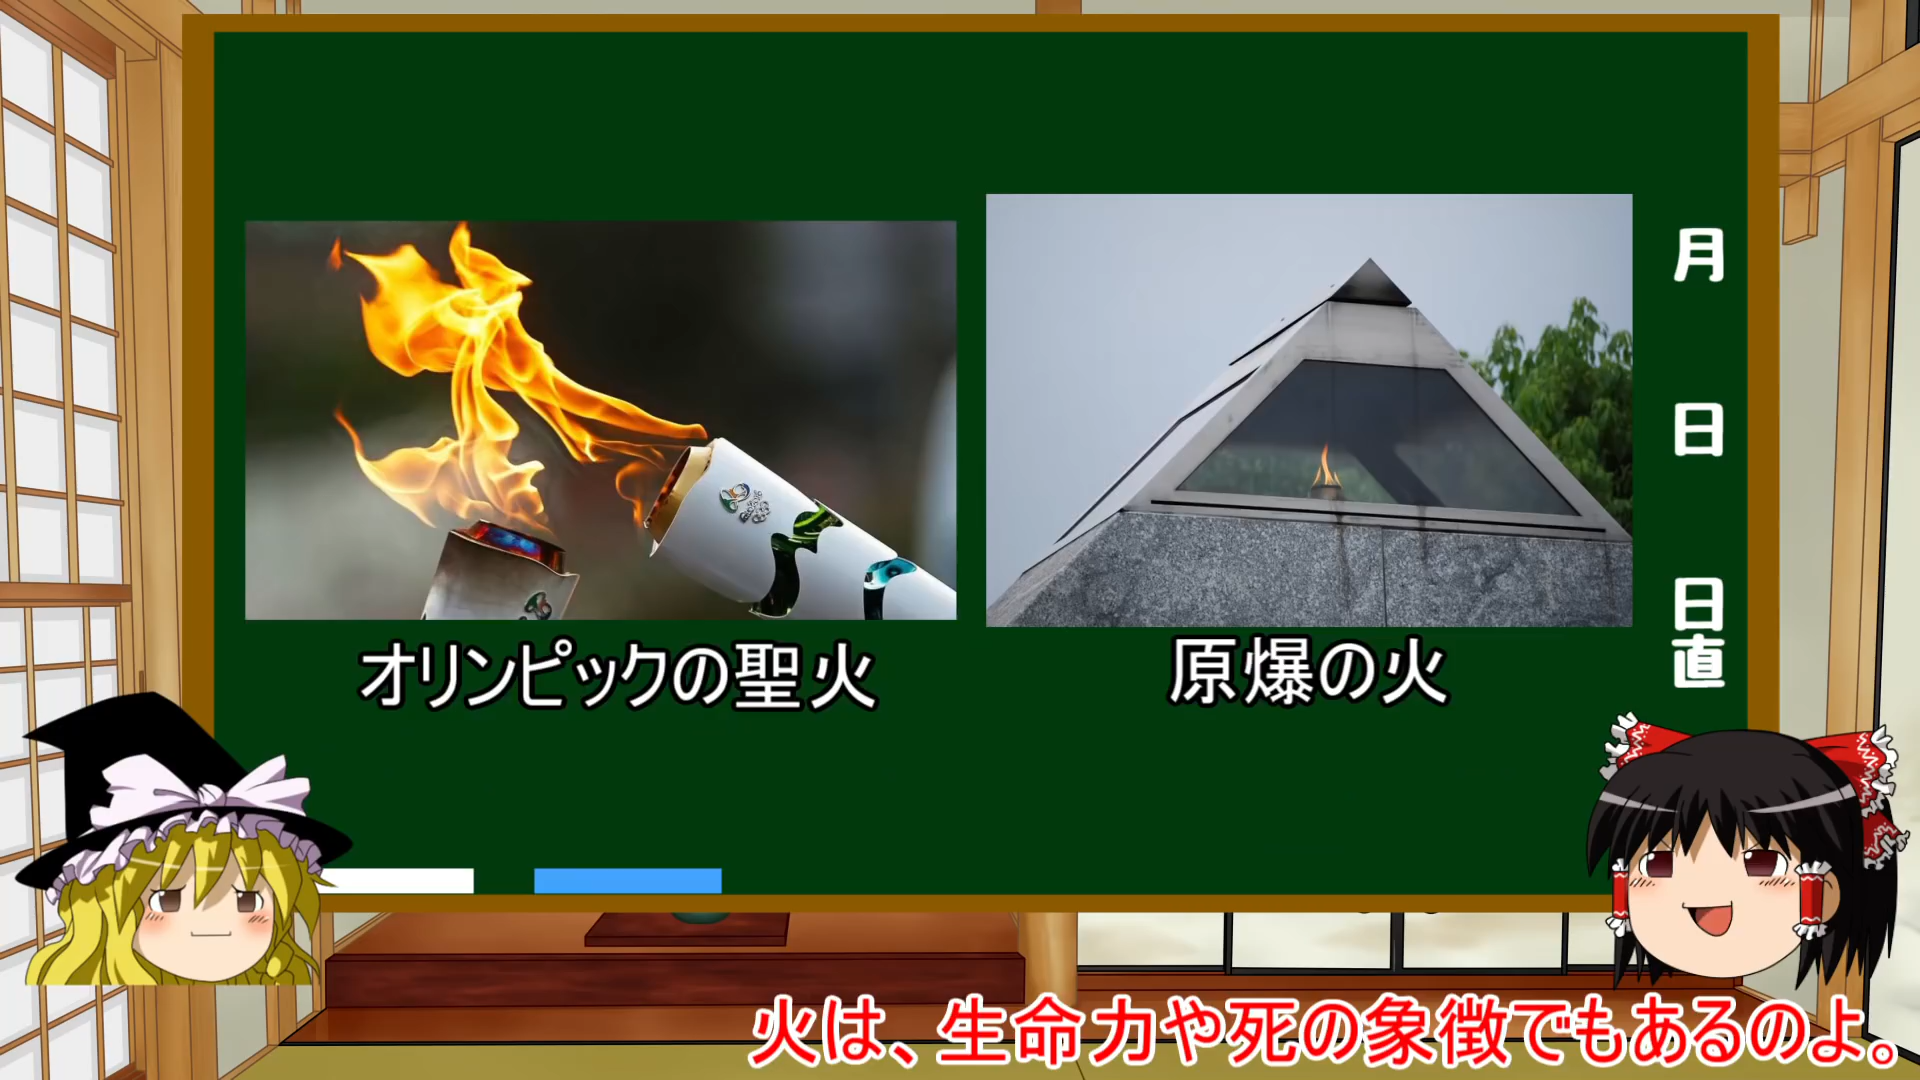 オリンピックの聖火
原爆の火
月
日
日直
火は、生命力や死の象徴でもあるのよ。